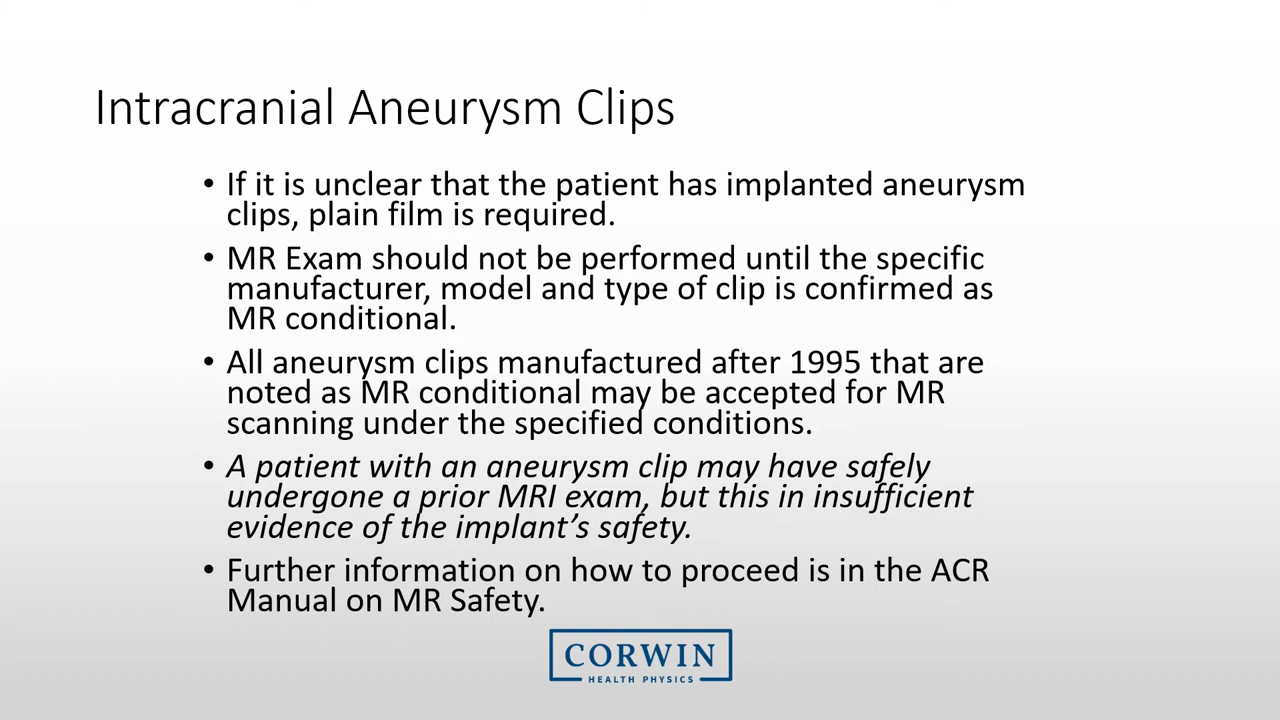 Intracranial Aneurysm Clips
• If it is unclear that the patient has implanted aneurysm
clips, plain film is required.
• MR Exam should not be performed until the specific
manufacturer, model and type of clip is confirmed as
MR conditional.
• All aneurysm clips manufactured after 1995 that are
noted as MR conditional may be accepted for MR
scanning under the specified conditions.
• A patient with an aneurysm clip may have safely
undergone a prior MRI exam, but this in insufficient
evidence of the implant’s safety.
• Further information on how to proceed is in the ACR
Manual on MR Safety.
CORWIN
HEALTH PHYSICS